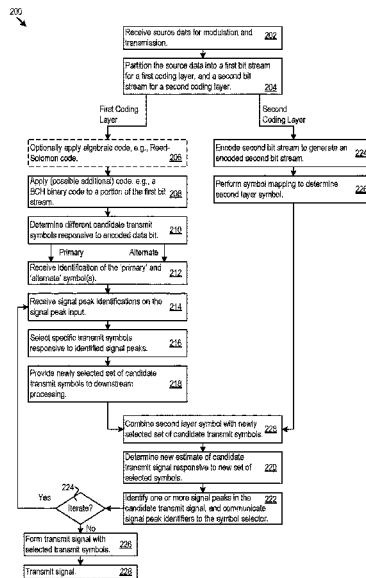 200
Receive source data for modulation and
transmission. 202
Partition the source data into a first bit stream
for a first coding layer, and a second bit
stream for a second coding layer. 204
First Coding
Layer
Second
Coding Layer
Optionally apply algebraic code, e.g., Reed-
Solomon code. 206
Apply (possible additional) code, e.g., a
BCH binary code to a portion of the first bit
stream. 208
Determine different candidate transmit
symbols responsive to encoded data bit. 210
Primary
Alternate
Receive identification of the 'primary' and
'alternate' symbol(s). 212
Receive signal peak identifications on the
signal peak input. 214
Select specific transmit symbols
responsive to identified signal peaks. 216
Provide newly selected set of candidate
transmit symbols to downstream
processing. 218
Encode second bit stream to generate an
encoded second bit stream. 224
Perform symbol mapping to determine
second layer symbol. 226
Combine second layer symbol with newly
selected set of candidate transmit symbols. 228
Determine new estimate of candidate
transmit signal responsive to new set of
selected symbols. 220
Identify one or more signal peaks in the
candidate transmit signal, and communicate
signal peak identifiers to the symbol selector. 222
224
Yes
Iterate?
No
Form transmit signal with
selected transmit symbols. 226
Transmit signal. 228